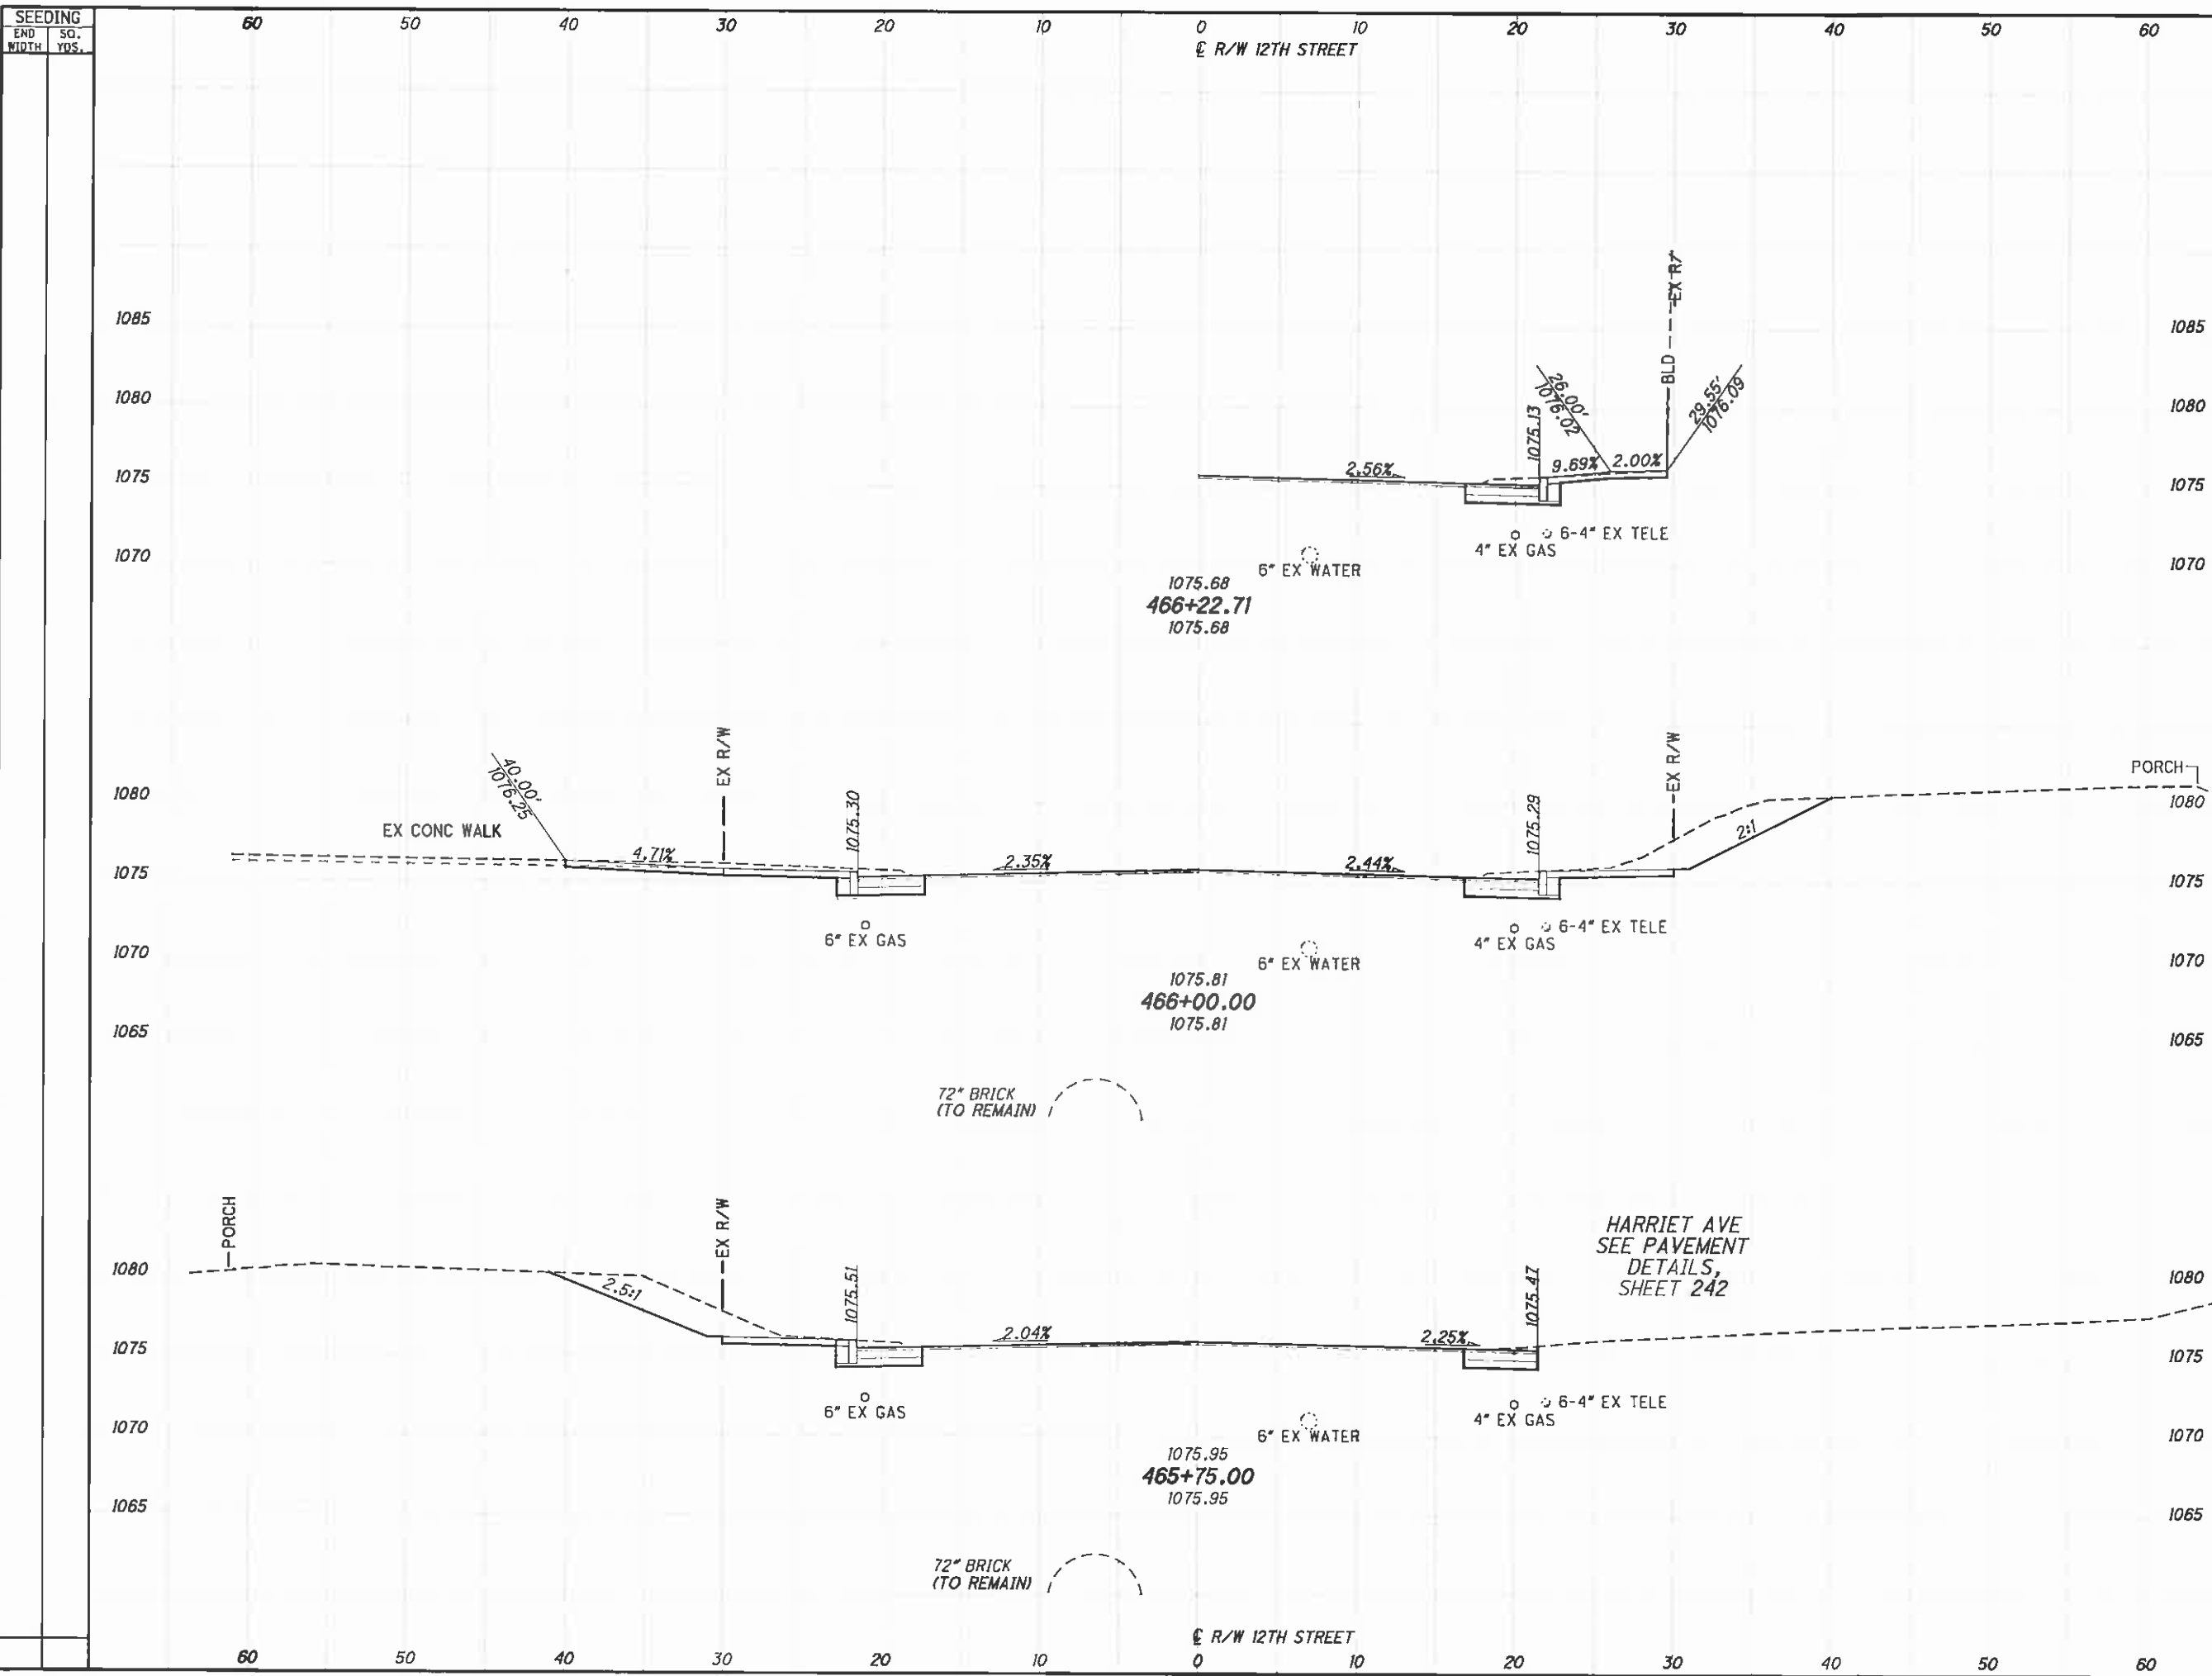 SEEDING
END WIDTH
SQ. YDS.
60 50 40 30 20 10 0 10 20 30 40 50 60
℄ R/W 12TH STREET
EX R/
BLD
1085
1085
1080
26.00'
1076.02
29.55'
1076.09
1080
1075.13
1075
2.56%
9.69%
2.00%
1075
4" EX GAS
6-4" EX TELE
1070
6" EX WATER
1070
1075.68
466+22.71
1075.68
EX R/W
EX R/W
PORCH
1080
40.00'
1076.25
1075.30
1075.29
1080
EX CONC WALK
4.71%
2.35%
2.44%
2:1
1075
1075
6" EX GAS
4" EX GAS
6-4" EX TELE
1070
6" EX WATER
1070
1075.81
466+00.00
1075.81
1065
1065
72" BRICK
(TO REMAIN)
PORCH
EX R/W
HARRIET AVE
SEE PAVEMENT
DETAILS,
SHEET 242
1080
2.5:1
1075.51
1075.47
1080
1075
2.04%
2.25%
1075
6" EX GAS
4" EX GAS
6-4" EX TELE
1070
6" EX WATER
1070
1075.95
465+75.00
1075.95
1065
1065
72" BRICK
(TO REMAIN)
℄ R/W 12TH STREET
60 50 40 30 20 10 0 10 20 30 40 50 60